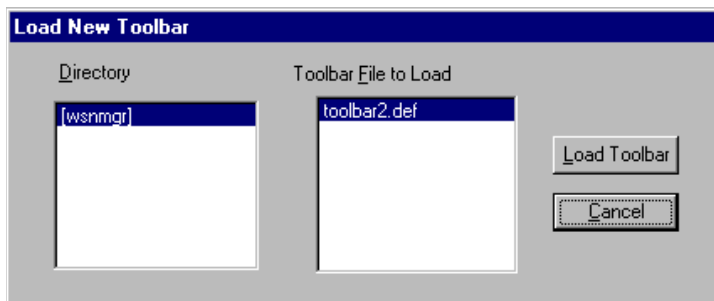 Load New Toolbar
Directory
Toolbar File to Load
[wsnmgr]
toolbar2.def
Load Toolbar
Cancel